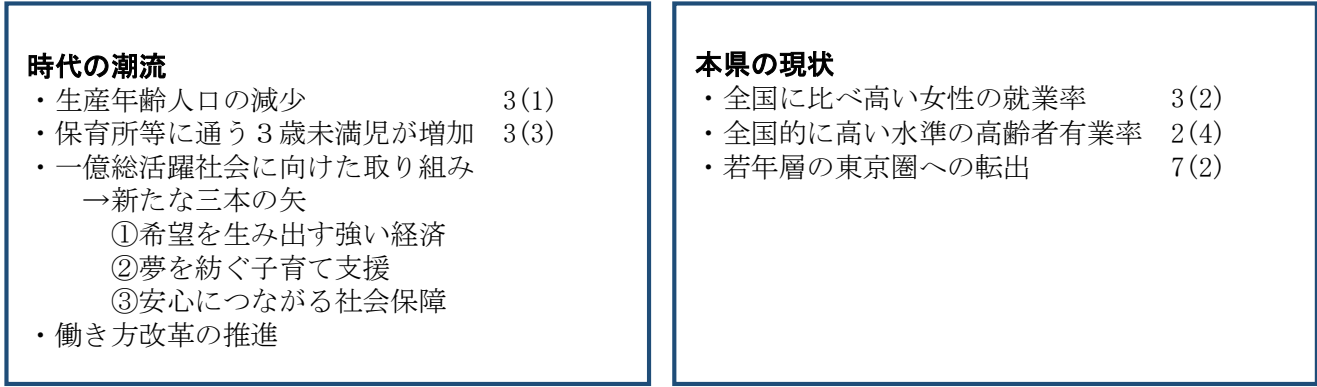 時代の潮流
・生産年齢人口の減少 3(1)
・保育所等に通う３歳未満児が増加 3(3)
・一億総活躍社会に向けた取り組み
→新たな三本の矢
①希望を生み出す強い経済
②夢を紡ぐ子育て支援
③安心につながる社会保障
・働き方改革の推進
本県の現状
・全国に比べ高い女性の就業率 3(2)
・全国的に高い水準の高齢者有業率 2(4)
・若年層の東京圏への転出 7(2)